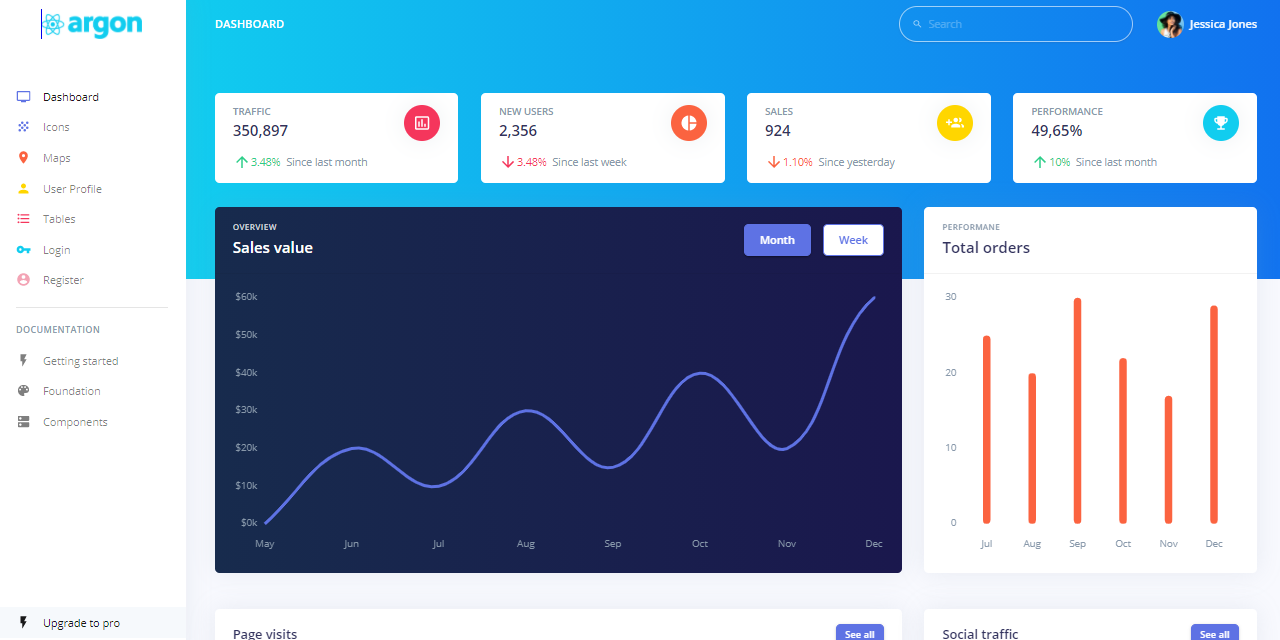 argon
Dashboard
Icons
Maps
User Profile
Tables
Login
Register
DOCUMENTATION
Getting started
Foundation
Components
Upgrade to pro
DASHBOARD
Search
Jessica Jones
TRAFFIC
350,897
3.48% Since last month
NEW USERS
2,356
3.48% Since last week
SALES
924
1.10% Since yesterday
PERFORMANCE
49,65%
10% Since last month
OVERVIEW
Sales value
Month
Week
$60k
$50k
$40k
$30k
$20k
$10k
$0k
May Jun Jul Aug Sep Oct Nov Dec
PERFORMANE
Total orders
30
20
10
0
Jul Aug Sep Oct Nov Dec
Page visits
See all
Social traffic
See all